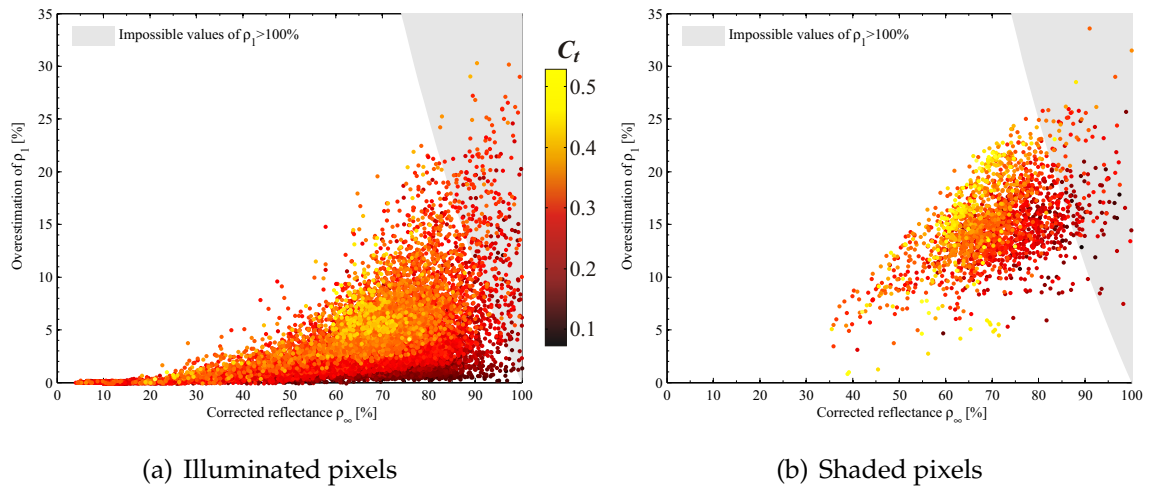 35
30
25
20
15
10
5
0
Overestimation of ρ1 [%]
Impossible values of ρ1>100%
0 10 20 30 40 50 60 70 80 90 100
Corrected reflectance ρ∞ [%]
(a) Illuminated pixels
Ct
0.5
0.4
0.3
0.2
0.1
35
30
25
20
15
10
5
0
Overestimation of ρ1 [%]
Impossible values of ρ1>100%
0 10 20 30 40 50 60 70 80 90 100
Corrected reflectance ρ∞ [%]
(b) Shaded pixels